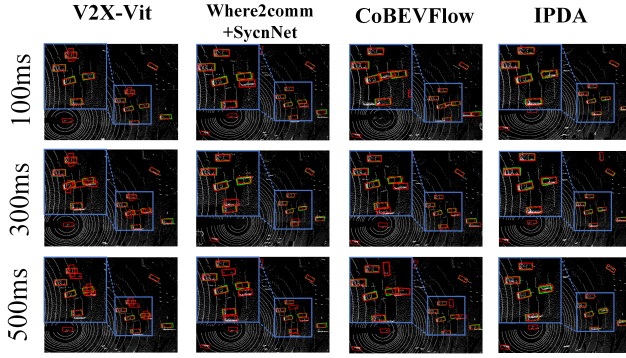 V2X-Vit
Where2comm
+SycnNet
CoBEVFlow
IPDA
100ms
300ms
500ms